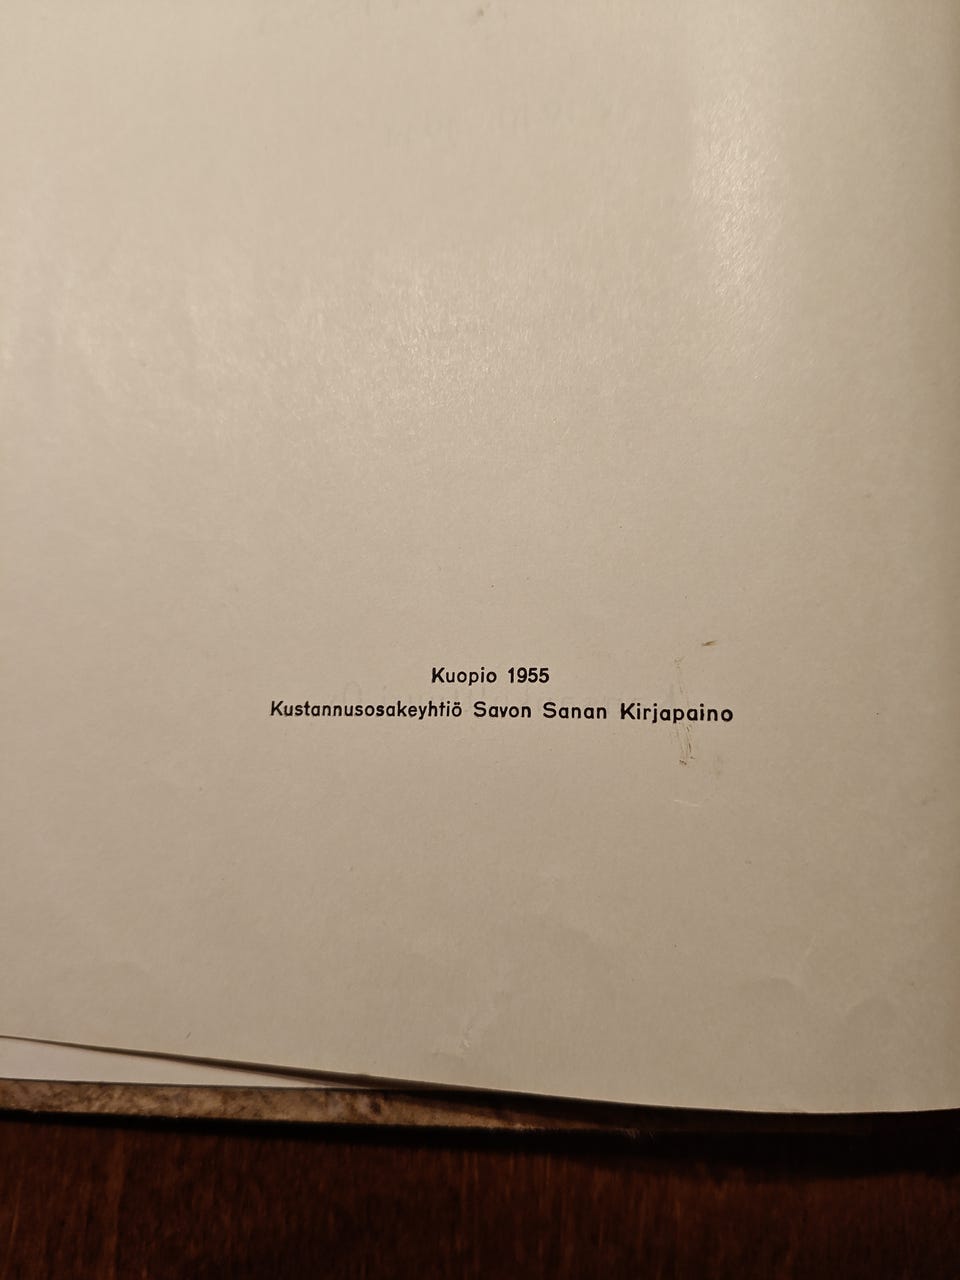 Kuopio 1955
Kustannusosakeyhtiö Savon Sanan Kirjapaino